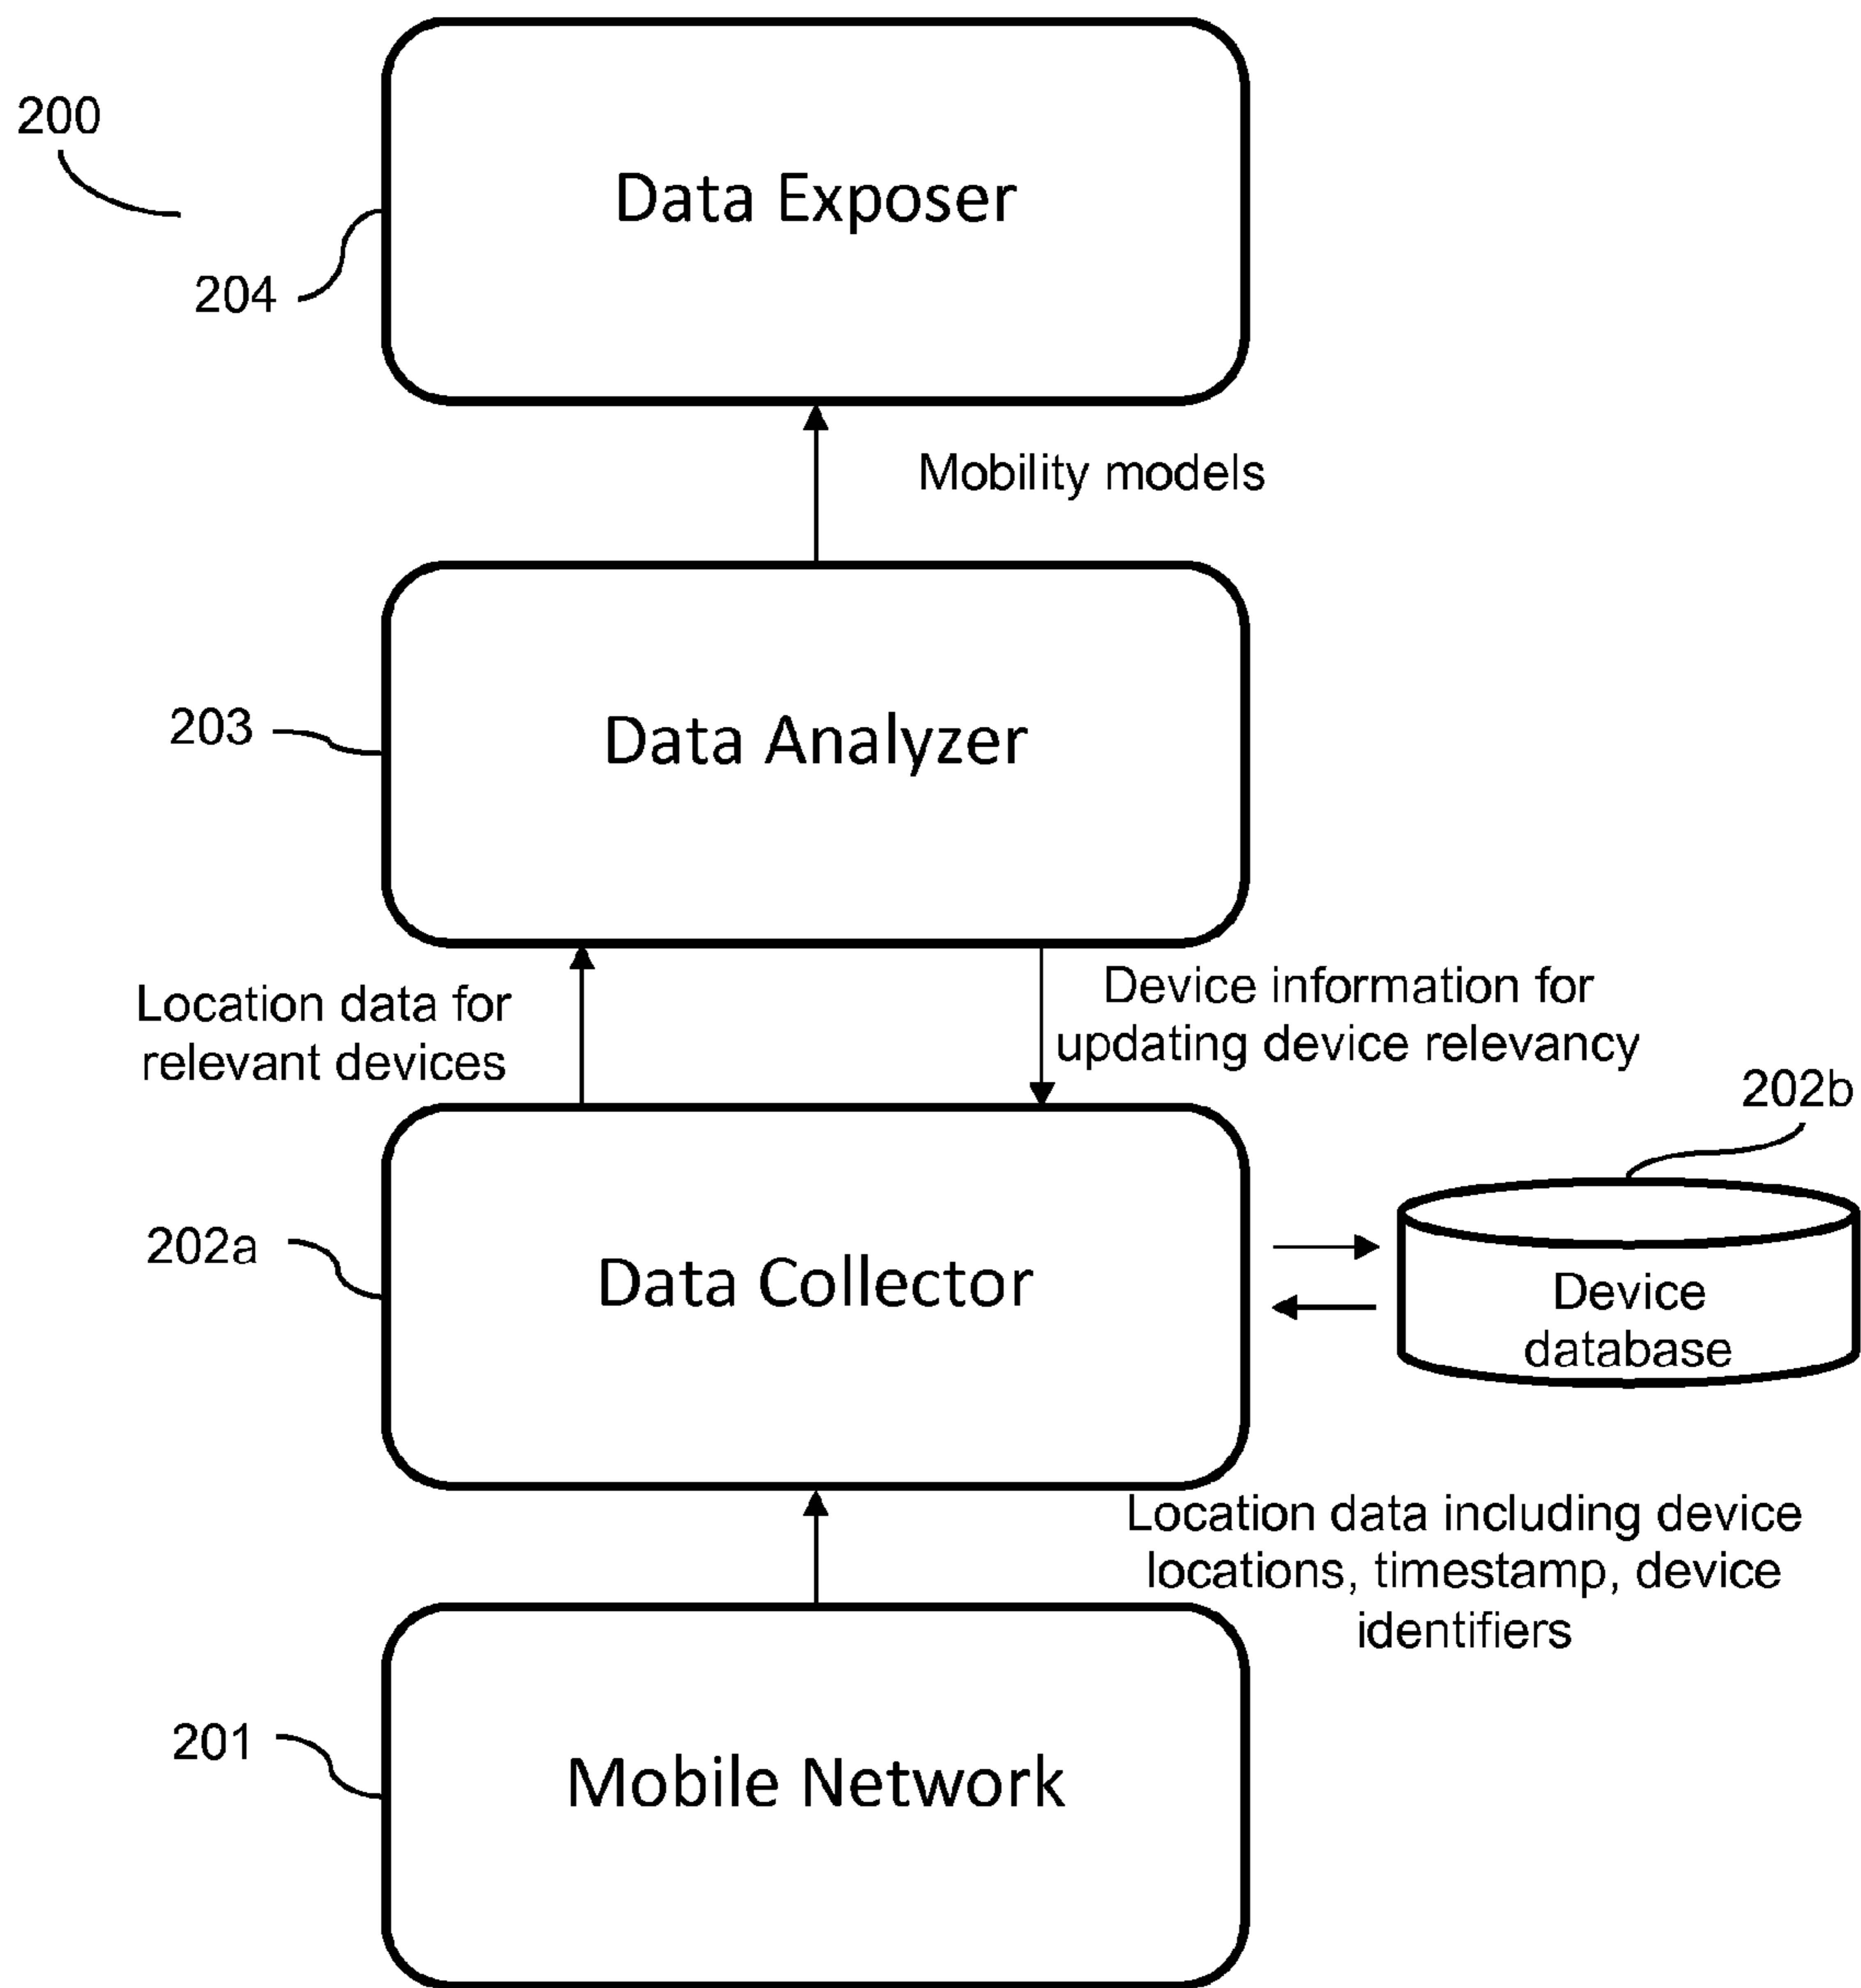 200
Data Exposer
204
Mobility models
203
Data Analyzer
Location data for
relevant devices
Device information for
updating device relevancy
202b
202a
Data Collector
Device
database
Location data including device
locations, timestamp, device
identifiers
201
Mobile Network